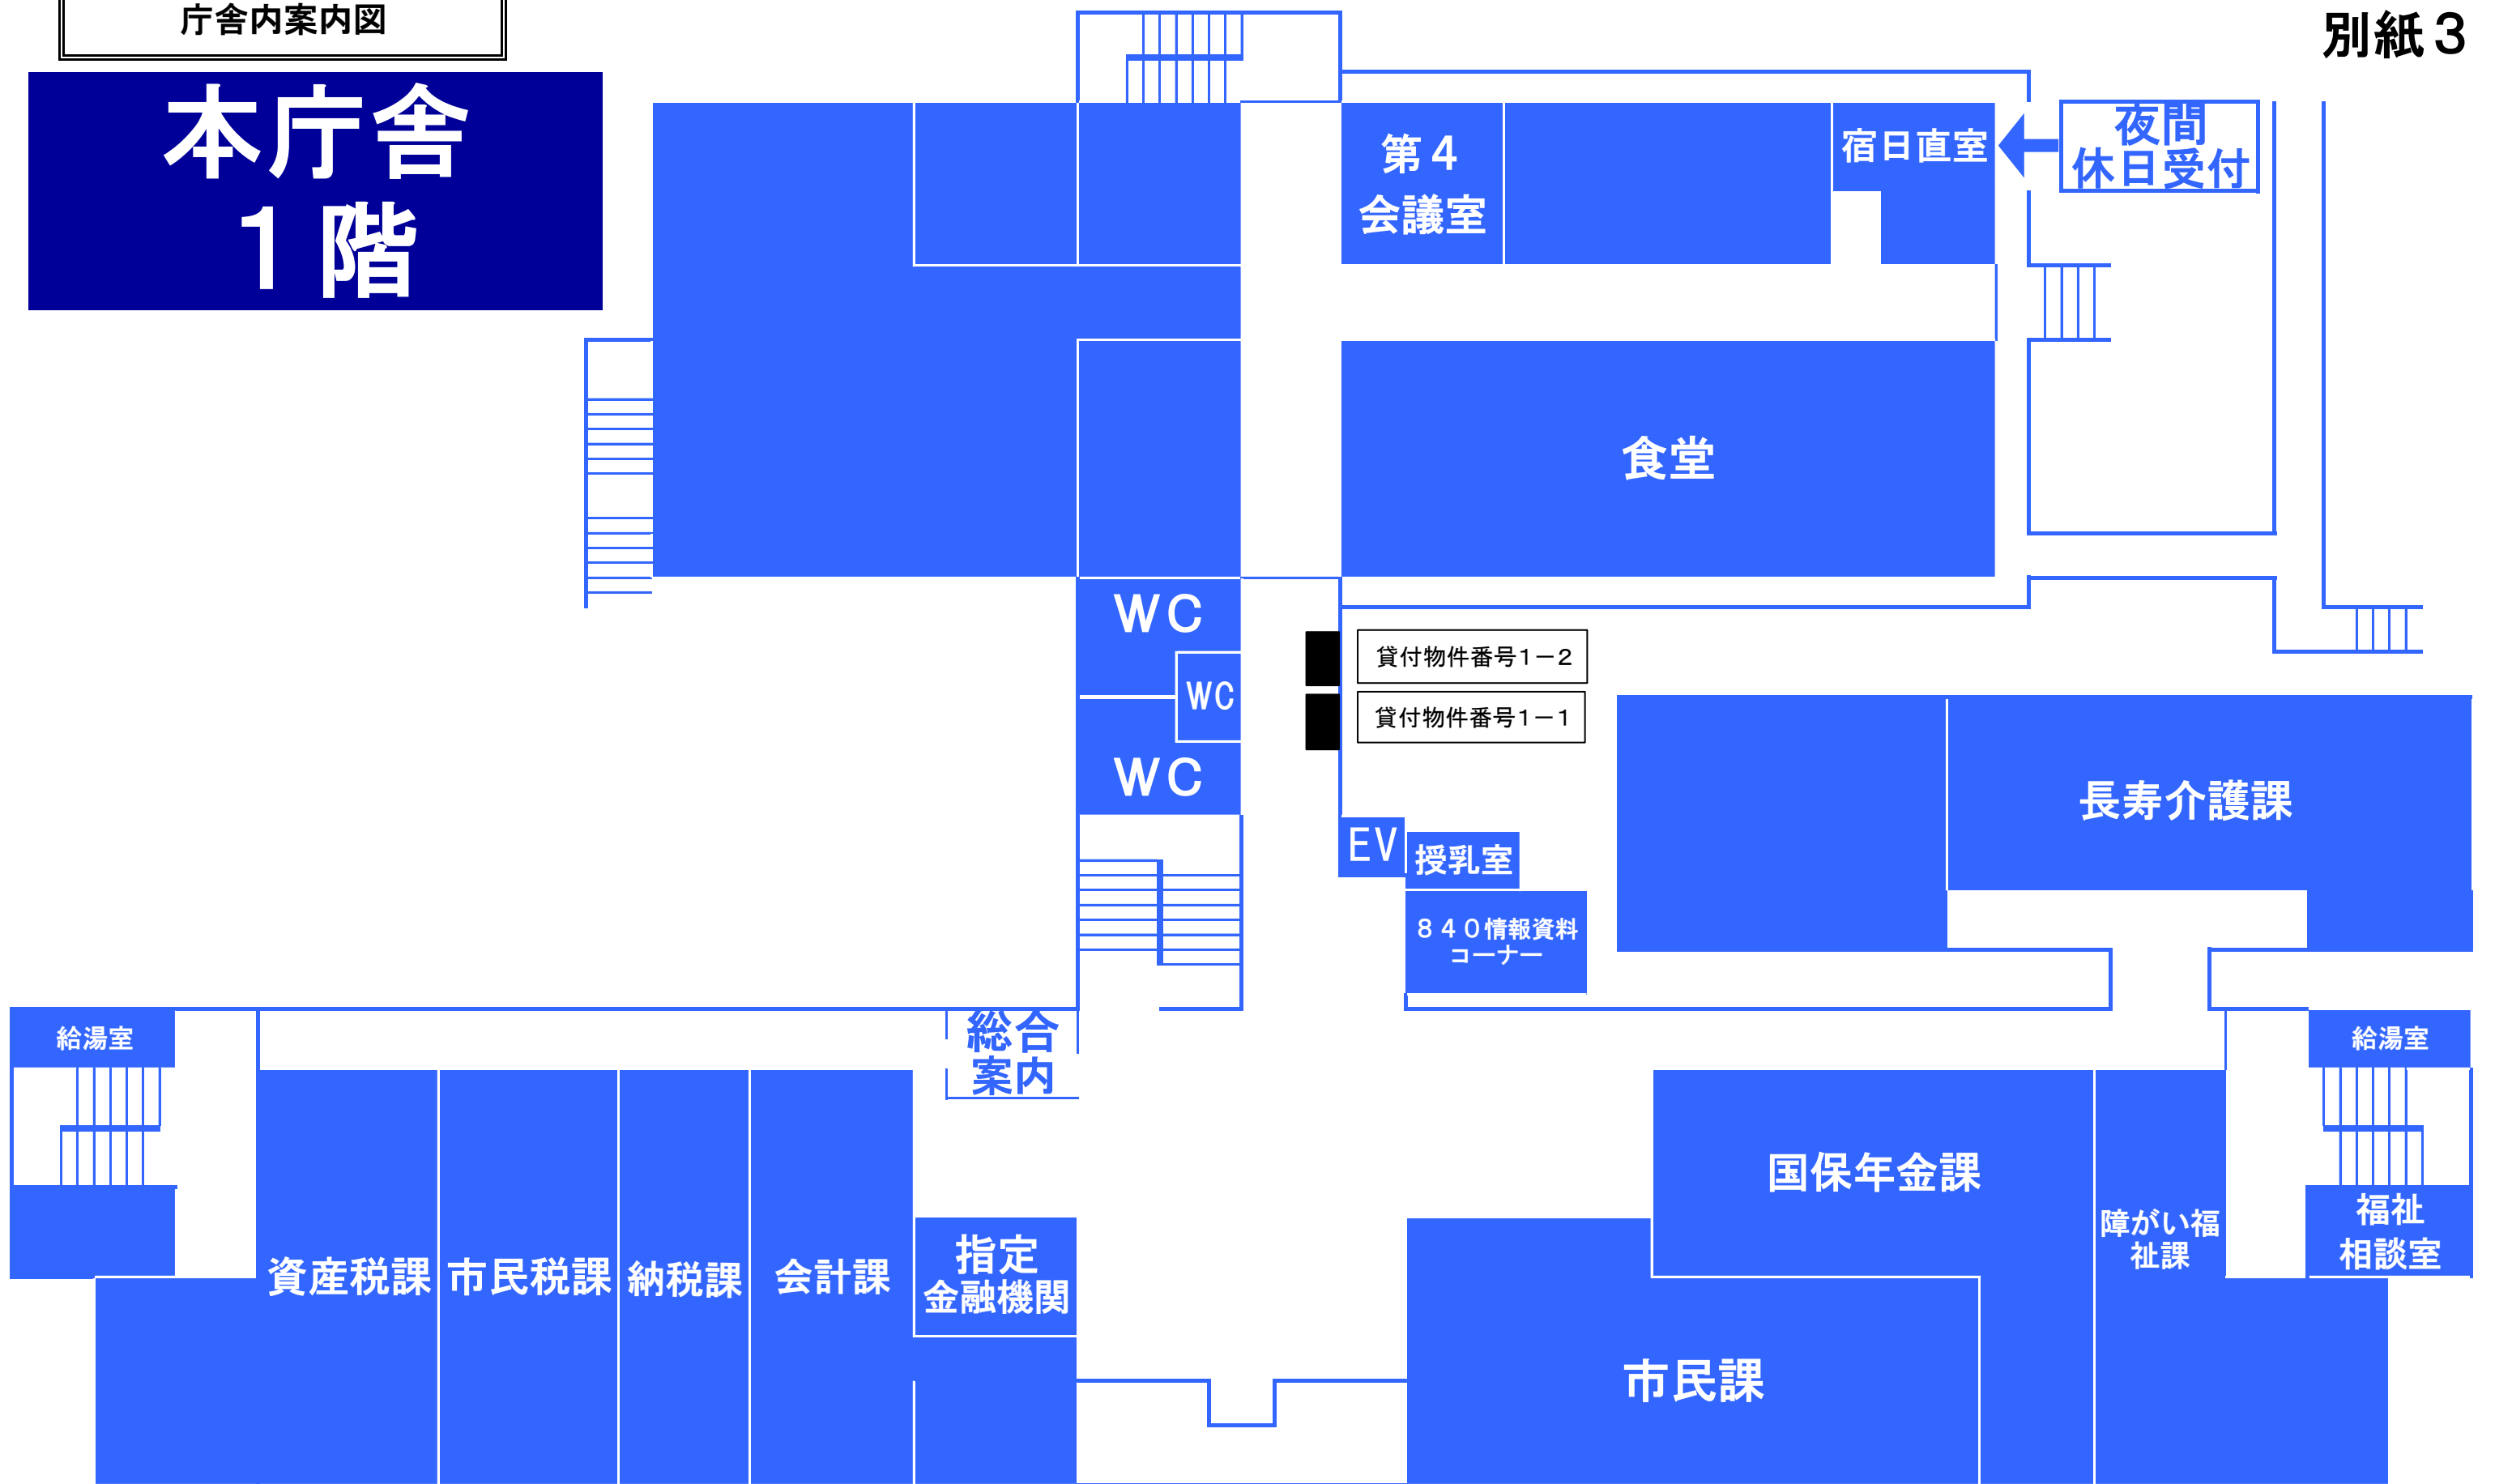 庁舎内案内図
別紙３
本庁舎
１階
第４
会議室
宿日直室
夜間
休日受付
食堂
ＷＣ
貸付物件番号１－２
WC
貸付物件番号１－１
ＷＣ
長寿介護課
EV
授乳室
８４０情報資料
コーナー
総合
案内
給湯室
給湯室
国保年金課
障がい福
祉課
福祉
相談室
資産税課
市民税課
納税課
会計課
指定
金融機関
市民課